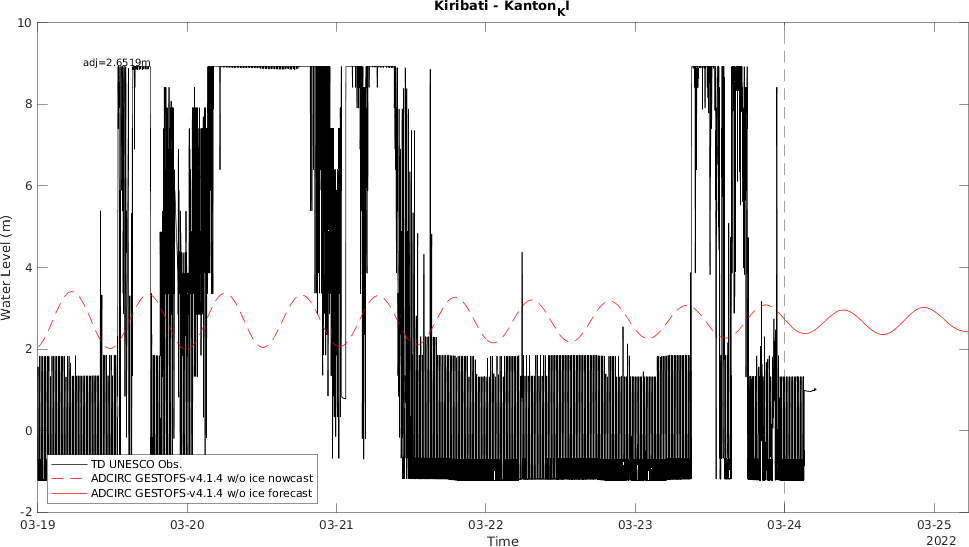 Kiribati - Kanton_KI
adj=2.6519m
10
8
6
4
2
0
-2
Water Level (m)
TD UNESCO Obs.
ADCIRC GESTOFS-v4.1.4 w/o ice nowcast
ADCIRC GESTOFS-v4.1.4 w/o ice forecast
03-19
03-20
03-21
03-22
03-23
03-24
03-25
Time
2022